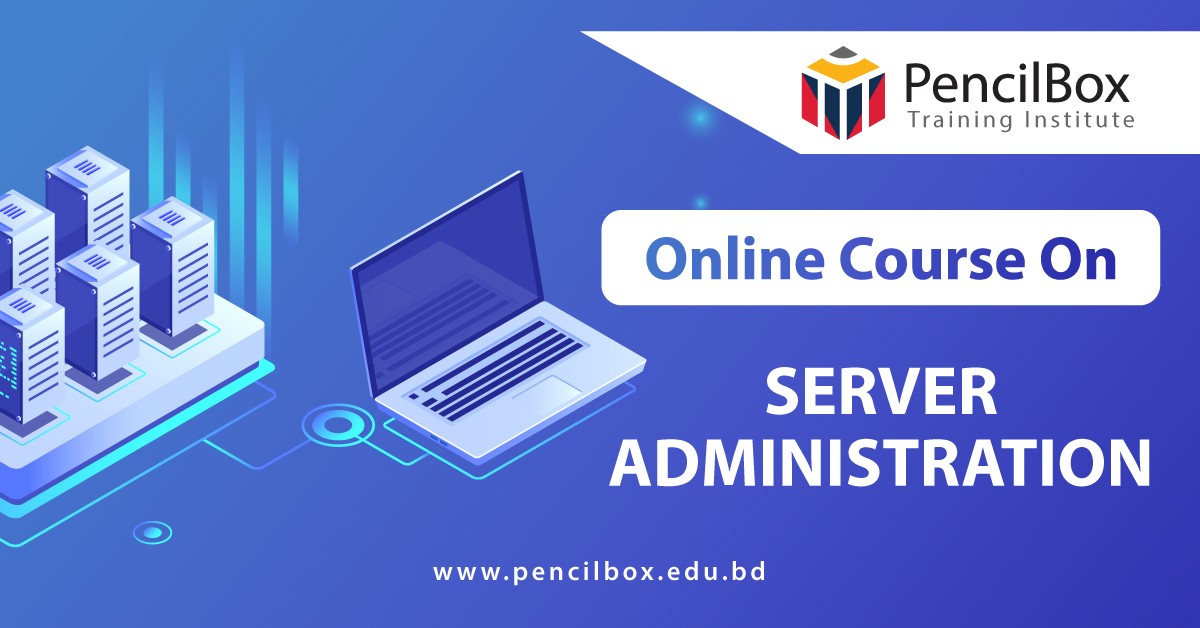 PencilBox
Training Institute
Online Course On
SERVER
ADMINISTRATION
www.pencilbox.edu.bd